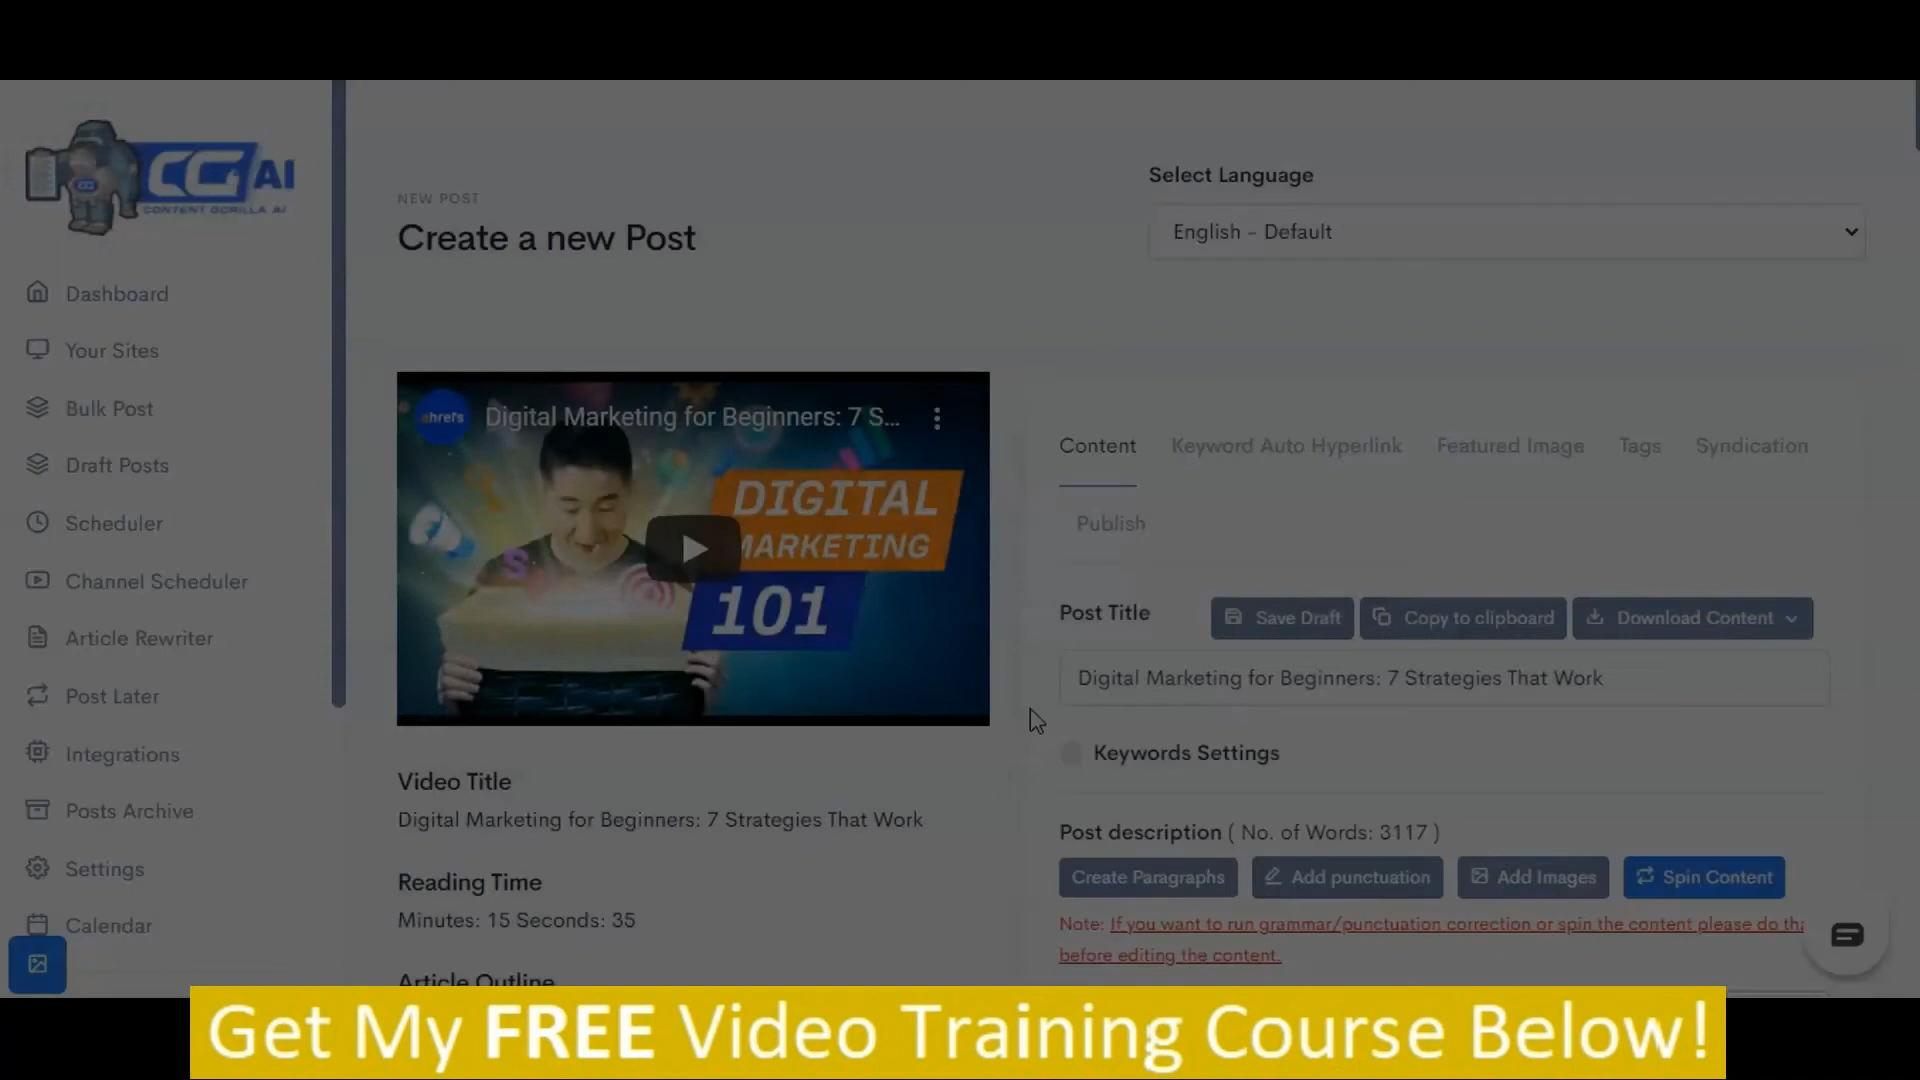 CG AI
CONTENT GORILLA AI
Dashboard
Your Sites
Bulk Post
Draft Posts
Scheduler
Channel Scheduler
Article Rewriter
Post Later
Integrations
Posts Archive
Settings
Calendar
NEW POST
Create a new Post
Select Language
English - Default
ahrefs
Digital Marketing for Beginners: 7 S...
DIGITAL
MARKETING
101
Video Title
Digital Marketing for Beginners: 7 Strategies That Work
Reading Time
Minutes: 15 Seconds: 35
Article Outline
Content Keyword Auto Hyperlink Featured Image Tags Syndication
Publish
Post Title Save Draft Copy to clipboard Download Content
Digital Marketing for Beginners: 7 Strategies That Work
Keywords Settings
Post description ( No. of Words: 3117 )
Create Paragraphs Add punctuation Add Images Spin Content
Note: If you want to run grammar/punctuation correction or spin the content please do tha
before editing the content.
Get My FREE Video Training Course Below!